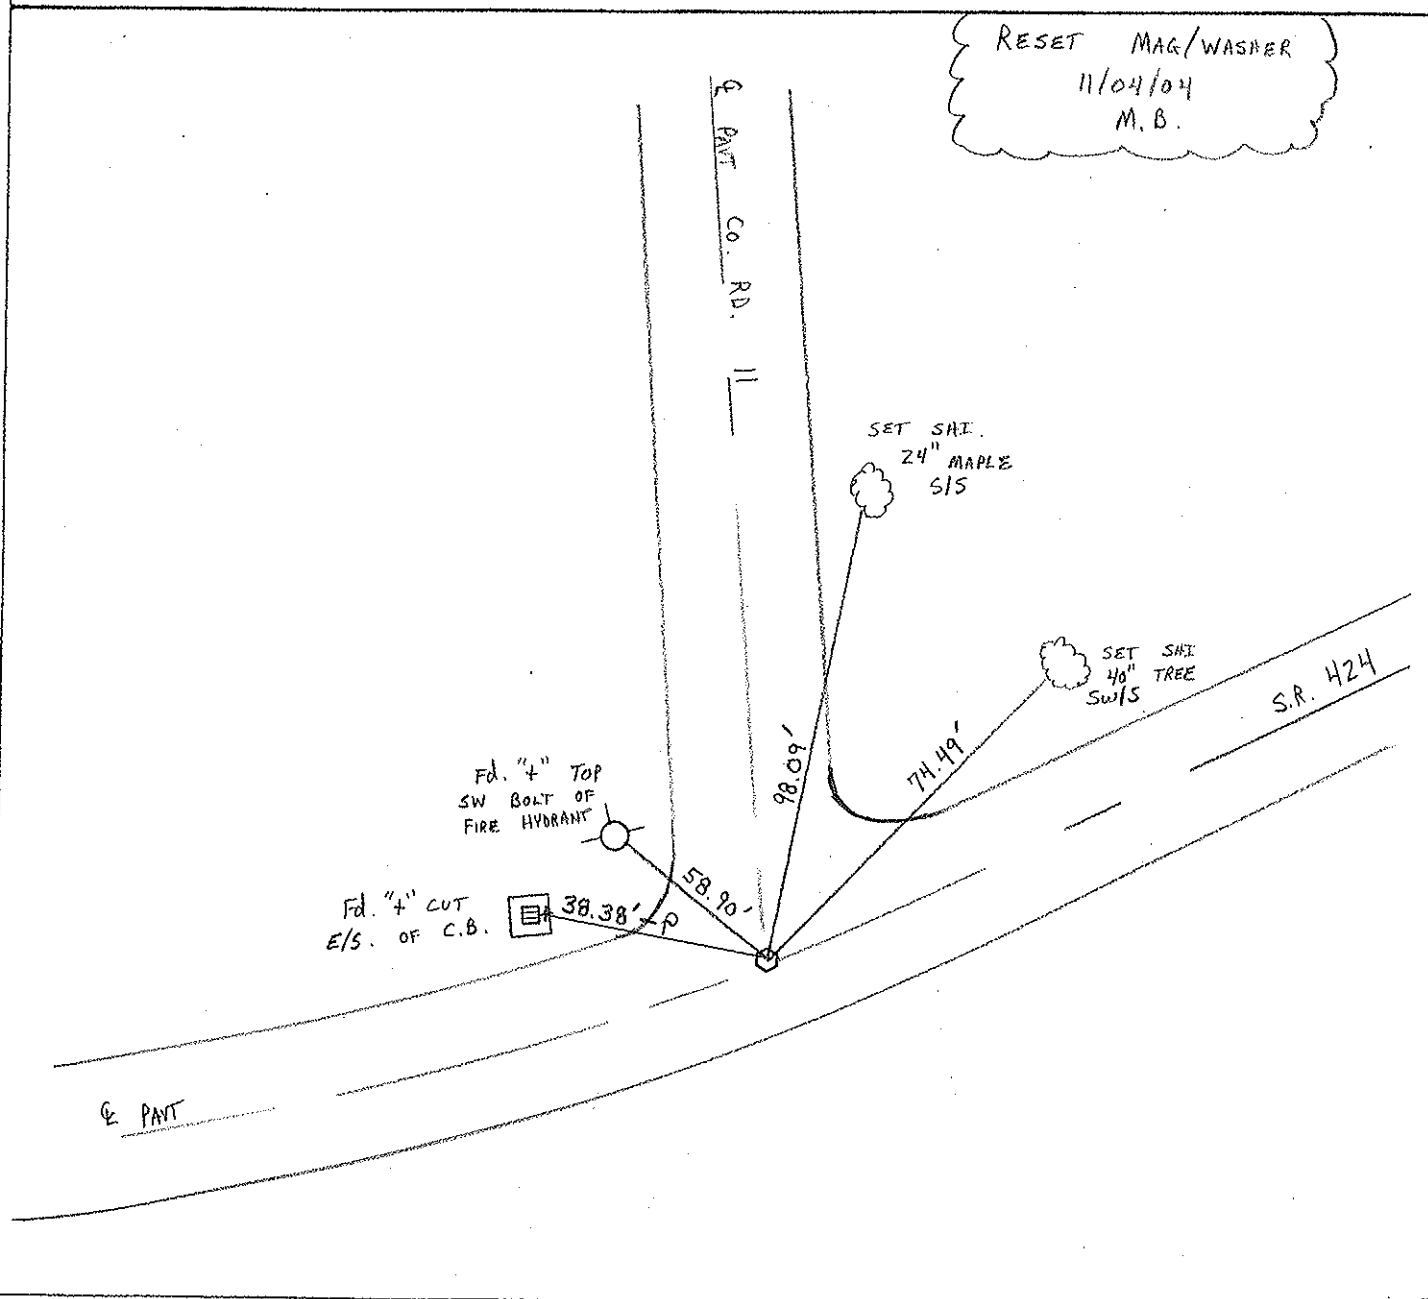 RESET MAG/WASHER
11/04/04
M.B.
℄ PAVT Co. RD. 11
SET SHI.
24" MAPLE
S/S
SET SHI
40" TREE
SW/S
S.R. 424
98.09'
74.49'
Fd. "+" TOP
SW BOLT OF
FIRE HYDRANT
58.90'
Fd. "+" CUT
E/S. OF C.B.
38.38'
℄ PAVT